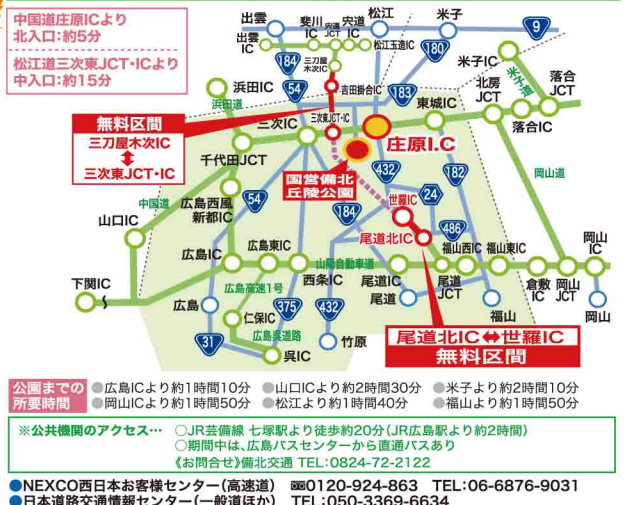 中国道庄原ICより
北入口:約5分
松江道三次東JCT・ICより
中入口:約15分
出雲
斐川IC
宍道JCT
宍道IC
松江
米子
9
出雲IC
松江玉造IC
184
三刀屋木次IC
180
米子IC
54
吉田掛合IC
183
米子道
浜田IC
浜田道
東城IC
北房JCT
落合JCT
無料区間
三刀屋木次IC
三次東JCT・IC
三次IC
三次東JCT・IC
庄原I.C
落合IC
千代田JCT
国営備北
丘陵公園
432
182
岡山道
中国道
広島西風新都IC
54
184
世羅IC
24
486
山口IC
尾道北IC
広島IC
広島東IC
西条IC
山陽自動車道
尾道IC
尾道JCT
福山西IC
福山東IC
倉敷IC
岡山JCT
岡山IC
下関IC
広島高速1号
広島
仁保IC
375
432
尾道
福山
岡山
31
広島呉道路
呉IC
竹原
尾道北IC⇔世羅IC
無料区間
公園までの
所要時間
●広島ICより約1時間10分 ●山口ICより約2時間30分 ●米子より約2時間10分
●岡山ICより約1時間50分 ●松江より約1時間40分 ●福山より約1時間50分
※公共機関のアクセス… ○JR芸備線 七塚駅より徒歩約20分(JR広島駅より約2時間)
○期間中は、広島バスセンターから直通バスあり
《お問合せ》備北交通 TEL:0824-72-2122
●NEXCO西日本お客様センター(高速道) 0120-924-863 TEL:06-6876-9031
●日本道路交通情報センター(一般道ほか) TEL:050-3369-6634